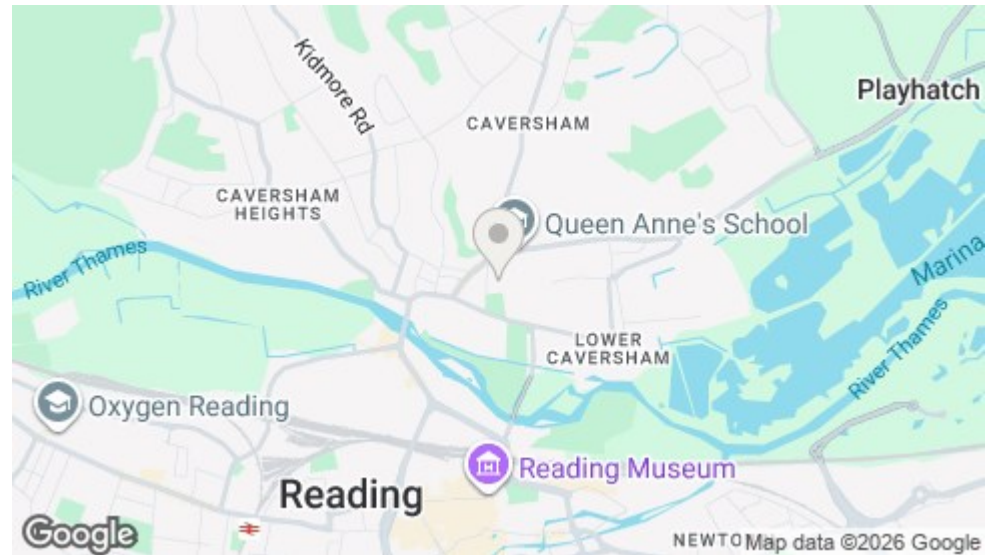 Kidmore Rd
Playhatch
CAVERSHAM
CAVERSHAM
HEIGHTS
Queen Anne's School
River Thames
Marina
LOWER
CAVERSHAM
River Thames
Oxygen Reading
Reading Museum
Reading
Google
NEWTO
Map data ©2026 Google